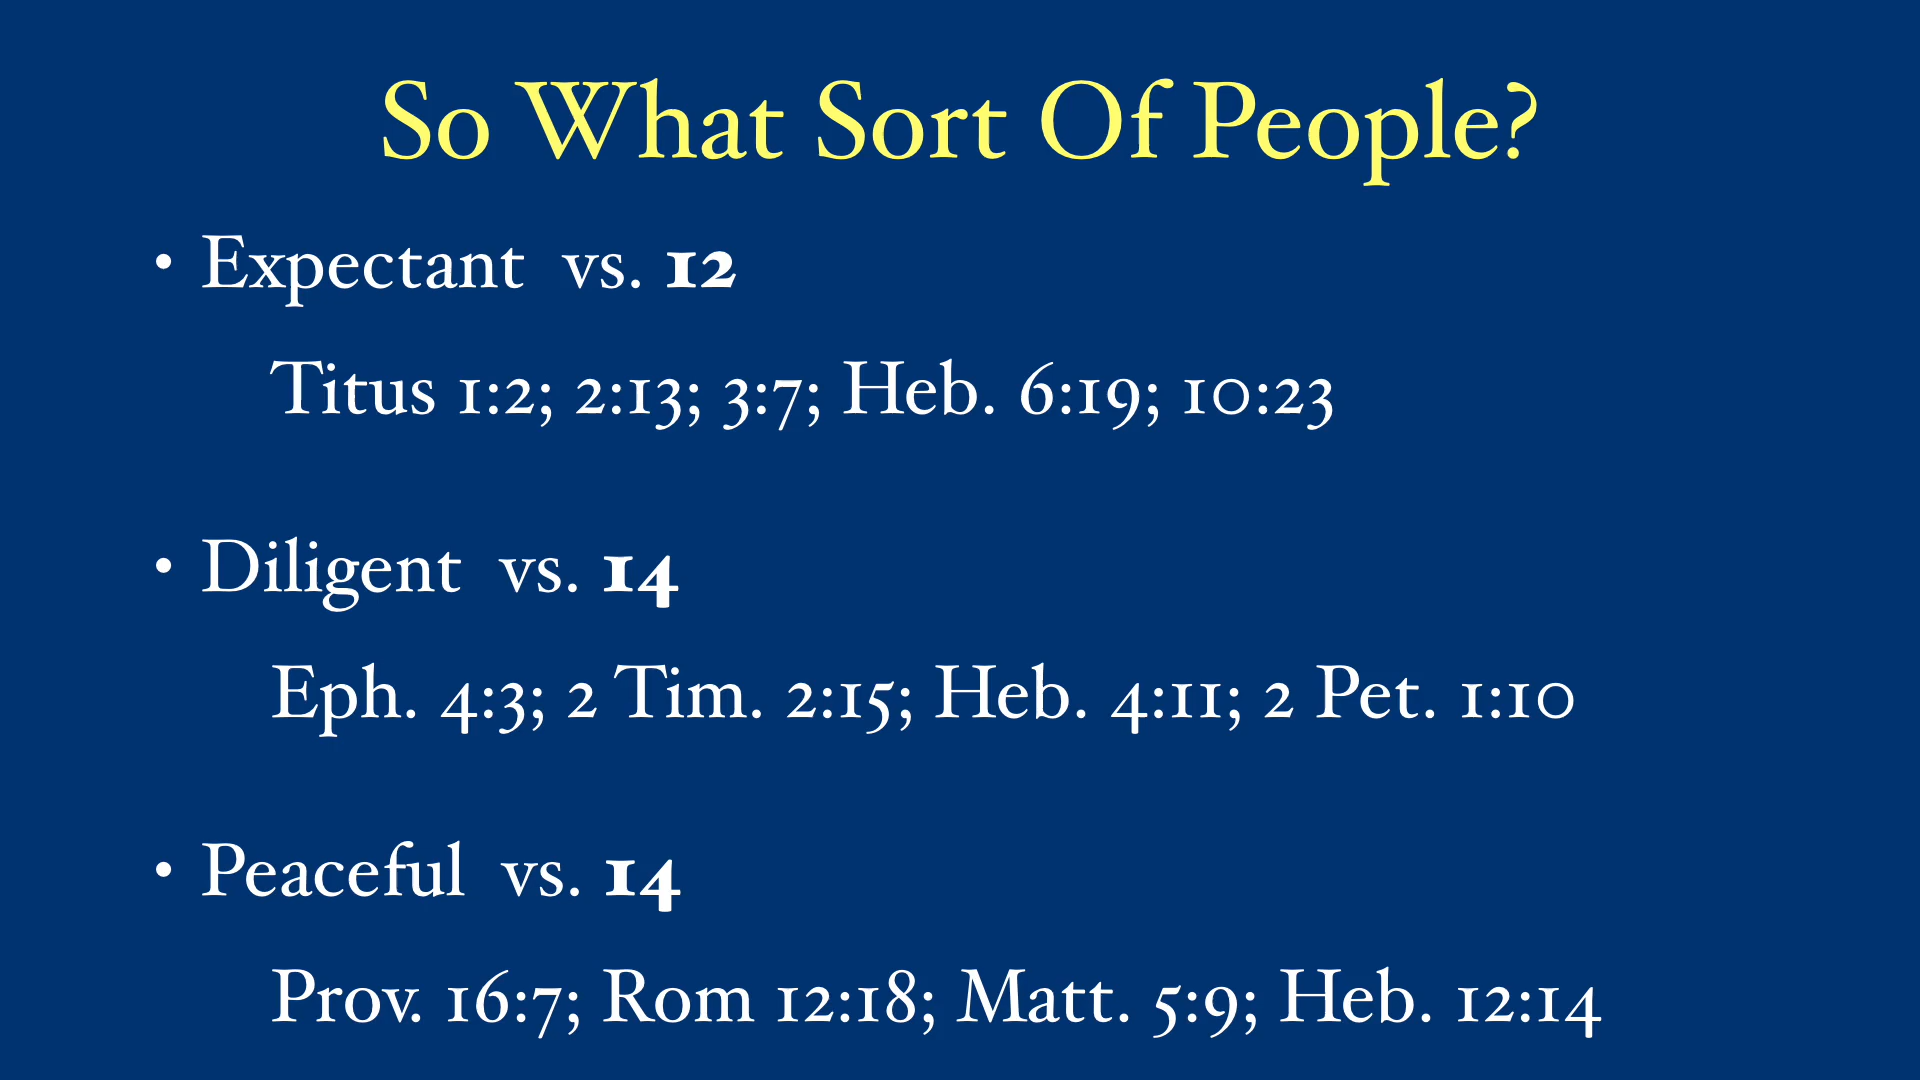 So What Sort Of People?
• Expectant vs. 12
Titus 1:2; 2:13; 3:7; Heb. 6:19; 10:23
• Diligent vs. 14
Eph. 4:3; 2 Tim. 2:15; Heb. 4:11; 2 Pet. 1:10
• Peaceful vs. 14
Prov. 16:7; Rom 12:18; Matt. 5:9; Heb. 12:14